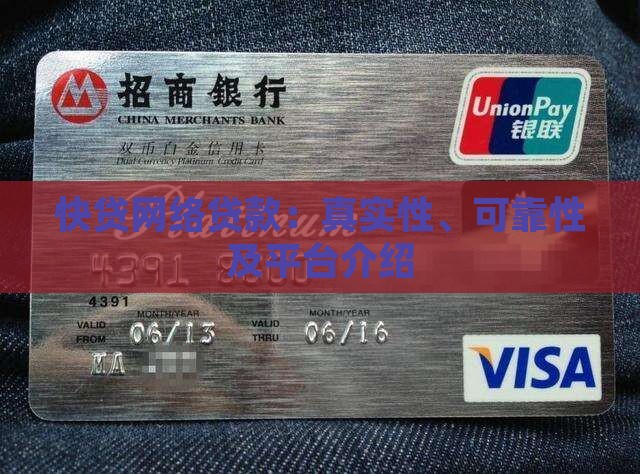 招商银行
CHINA MERCHANTS BANK
双币白金信用卡
Dual Currency Platinum Credit Card
UnionPay
银联
快贷网络贷款：真实性、可靠性
及平台介绍
Platinum
4391
4391
MONTH/YEAR MONTH/YEAR
VALID FROM 06/13 VALID THRU 06/16
MA
VISA